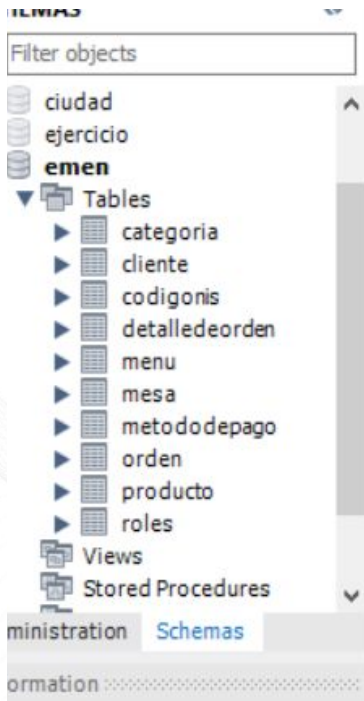 Filter objects
ciudad
ejercicio
emen
Tables
categoria
cliente
codigonis
detalledeorden
menu
mesa
metododepago
orden
producto
roles
Views
Stored Procedures
ministration Schemas
ormation